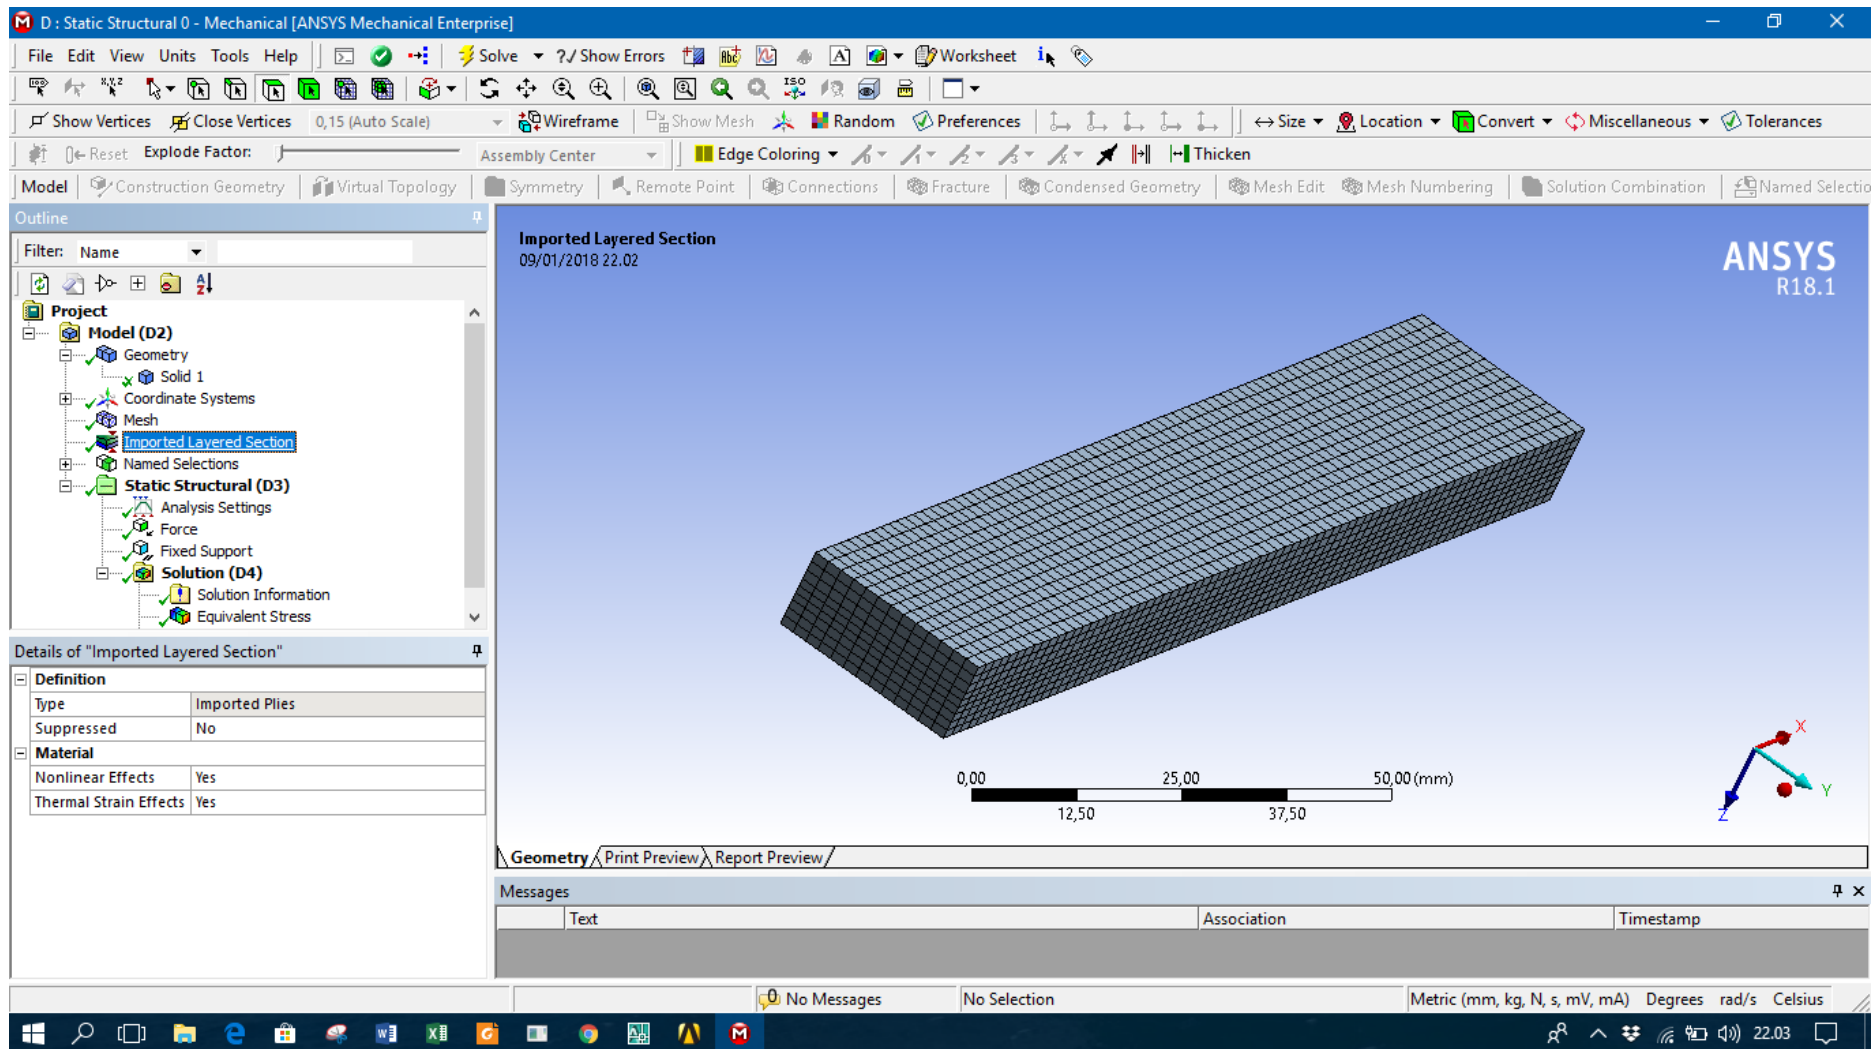 D : Static Structural 0 - Mechanical [ANSYS Mechanical Enterprise]
File Edit View Units Tools Help Solve ?/ Show Errors Worksheet
Show Vertices Close Vertices 0,15 (Auto Scale) Wireframe Show Mesh Random Preferences Size Location Convert Miscellaneous Tolerances
Reset Explode Factor: Assembly Center Edge Coloring Thicken
Model Construction Geometry Virtual Topology Symmetry Remote Point Connections Fracture Condensed Geometry Mesh Edit Mesh Numbering Solution Combination Named Selectio
Outline
Filter: Name
Project
Model (D2)
Geometry
Solid 1
Coordinate Systems
Mesh
Imported Layered Section
Named Selections
Static Structural (D3)
Analysis Settings
Force
Fixed Support
Solution (D4)
Solution Information
Equivalent Stress
Details of "Imported Layered Section"
Definition
Type Imported Plies
Suppressed No
Material
Nonlinear Effects Yes
Thermal Strain Effects Yes
Imported Layered Section
09/01/2018 22.02
ANSYS
R18.1
0,00 25,00 50,00 (mm)
12,50 37,50
X
Y
Z
Geometry Print Preview Report Preview
Messages
Text Association Timestamp
No Messages No Selection Metric (mm, kg, N, s, mV, mA) Degrees rad/s Celsius
22.03